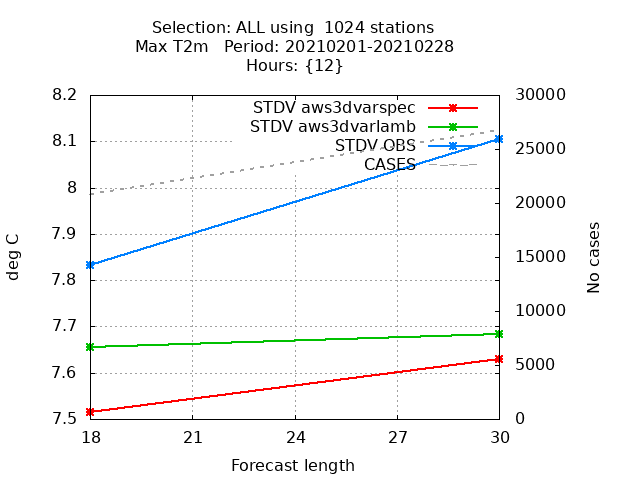 Selection: ALL using  1024 stations
Max T2m   Period: 20210201-20210228
Hours: {12}
8.2
8.1
8
7.9
7.8
7.7
7.6
7.5
deg C
STDV aws3dvarspec
STDV aws3dvarlamb
STDV OBS
CASES
30000
25000
20000
15000
10000
5000
0
No cases
18
21
24
27
30
Forecast length